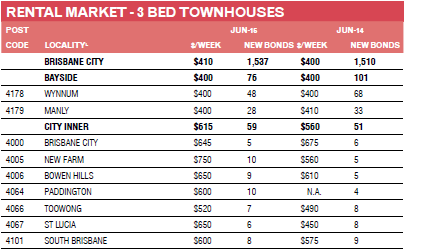 RENTAL MARKET - 3 BED TOWNHOUSES
POST JUN-15 JUN-14
CODE LOCALITY $/WEEK NEW BONDS $/WEEK NEW BONDS
BRISBANE CITY $410 1,537 $400 1,510
BAYSIDE $400 76 $400 101
4178 WYNNUM $400 48 $400 68
4179 MANLY $400 28 $410 33
CITY INNER $615 59 $560 51
4000 BRISBANE CITY $645 5 $675 6
4005 NEW FARM $750 10 $560 5
4006 BOWEN HILLS $650 9 $610 5
4064 PADDINGTON $600 10 N.A. 4
4066 TOOWONG $520 7 $490 8
4067 ST LUCIA $650 6 $450 8
4101 SOUTH BRISBANE $600 8 $575 9